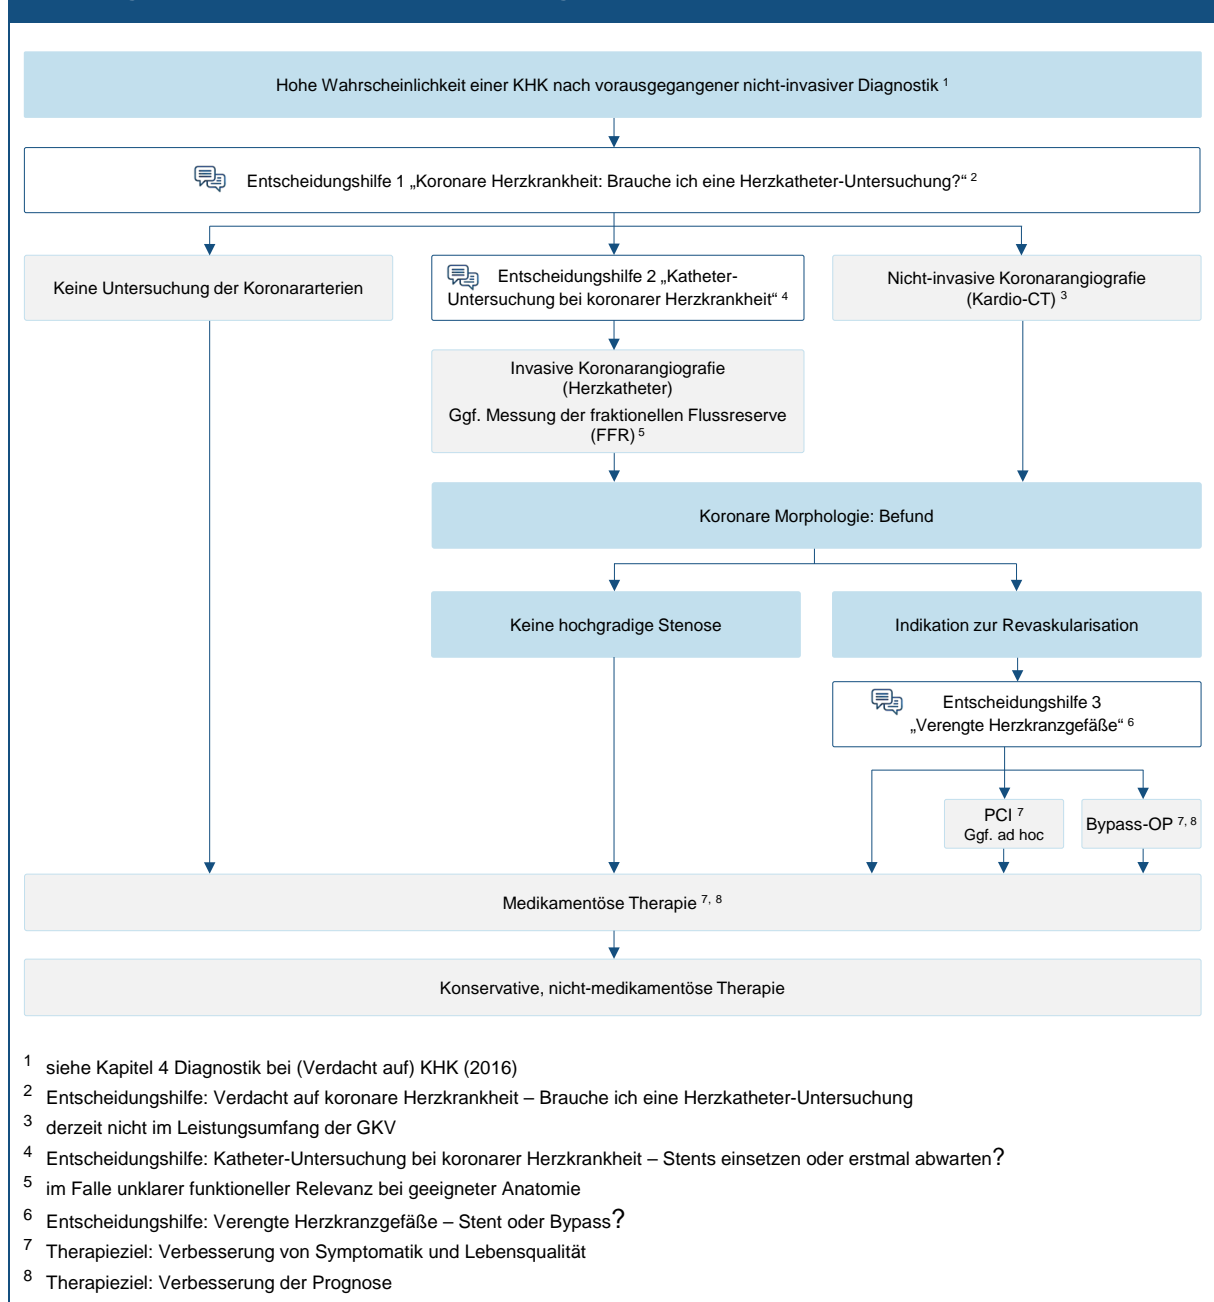 Hohe Wahrscheinlichkeit einer KHK nach vorausgegangener nicht-invasiver Diagnostik 1
Entscheidungshilfe 1 „Koronare Herzkrankheit: Brauche ich eine Herzkatheter-Untersuchung?“ 2
Keine Untersuchung der Koronararterien
Entscheidungshilfe 2 „Katheter-
Untersuchung bei koronarer Herzkrankheit“ 4
Nicht-invasive Koronarangiografie
(Kardio-CT) 3
Invasive Koronarangiografie
(Herzkatheter)
Ggf. Messung der fraktionellen Flussreserve
(FFR) 5
Koronare Morphologie: Befund
Keine hochgradige Stenose
Indikation zur Revaskularisation
Entscheidungshilfe 3
„Verengte Herzkranzgefäße“ 6
PCI 7
Ggf. ad hoc
Bypass-OP 7, 8
Medikamentöse Therapie 7, 8
Konservative, nicht-medikamentöse Therapie
1 siehe Kapitel 4 Diagnostik bei (Verdacht auf) KHK (2016)
2 Entscheidungshilfe: Verdacht auf koronare Herzkrankheit – Brauche ich eine Herzkatheter-Untersuchung
3 derzeit nicht im Leistungsumfang der GKV
4 Entscheidungshilfe: Katheter-Untersuchung bei koronarer Herzkrankheit – Stents einsetzen oder erstmal abwarten?
5 im Falle unklarer funktioneller Relevanz bei geeigneter Anatomie
6 Entscheidungshilfe: Verengte Herzkranzgefäße – Stent oder Bypass?
7 Therapieziel: Verbesserung von Symptomatik und Lebensqualität
8 Therapieziel: Verbesserung der Prognose